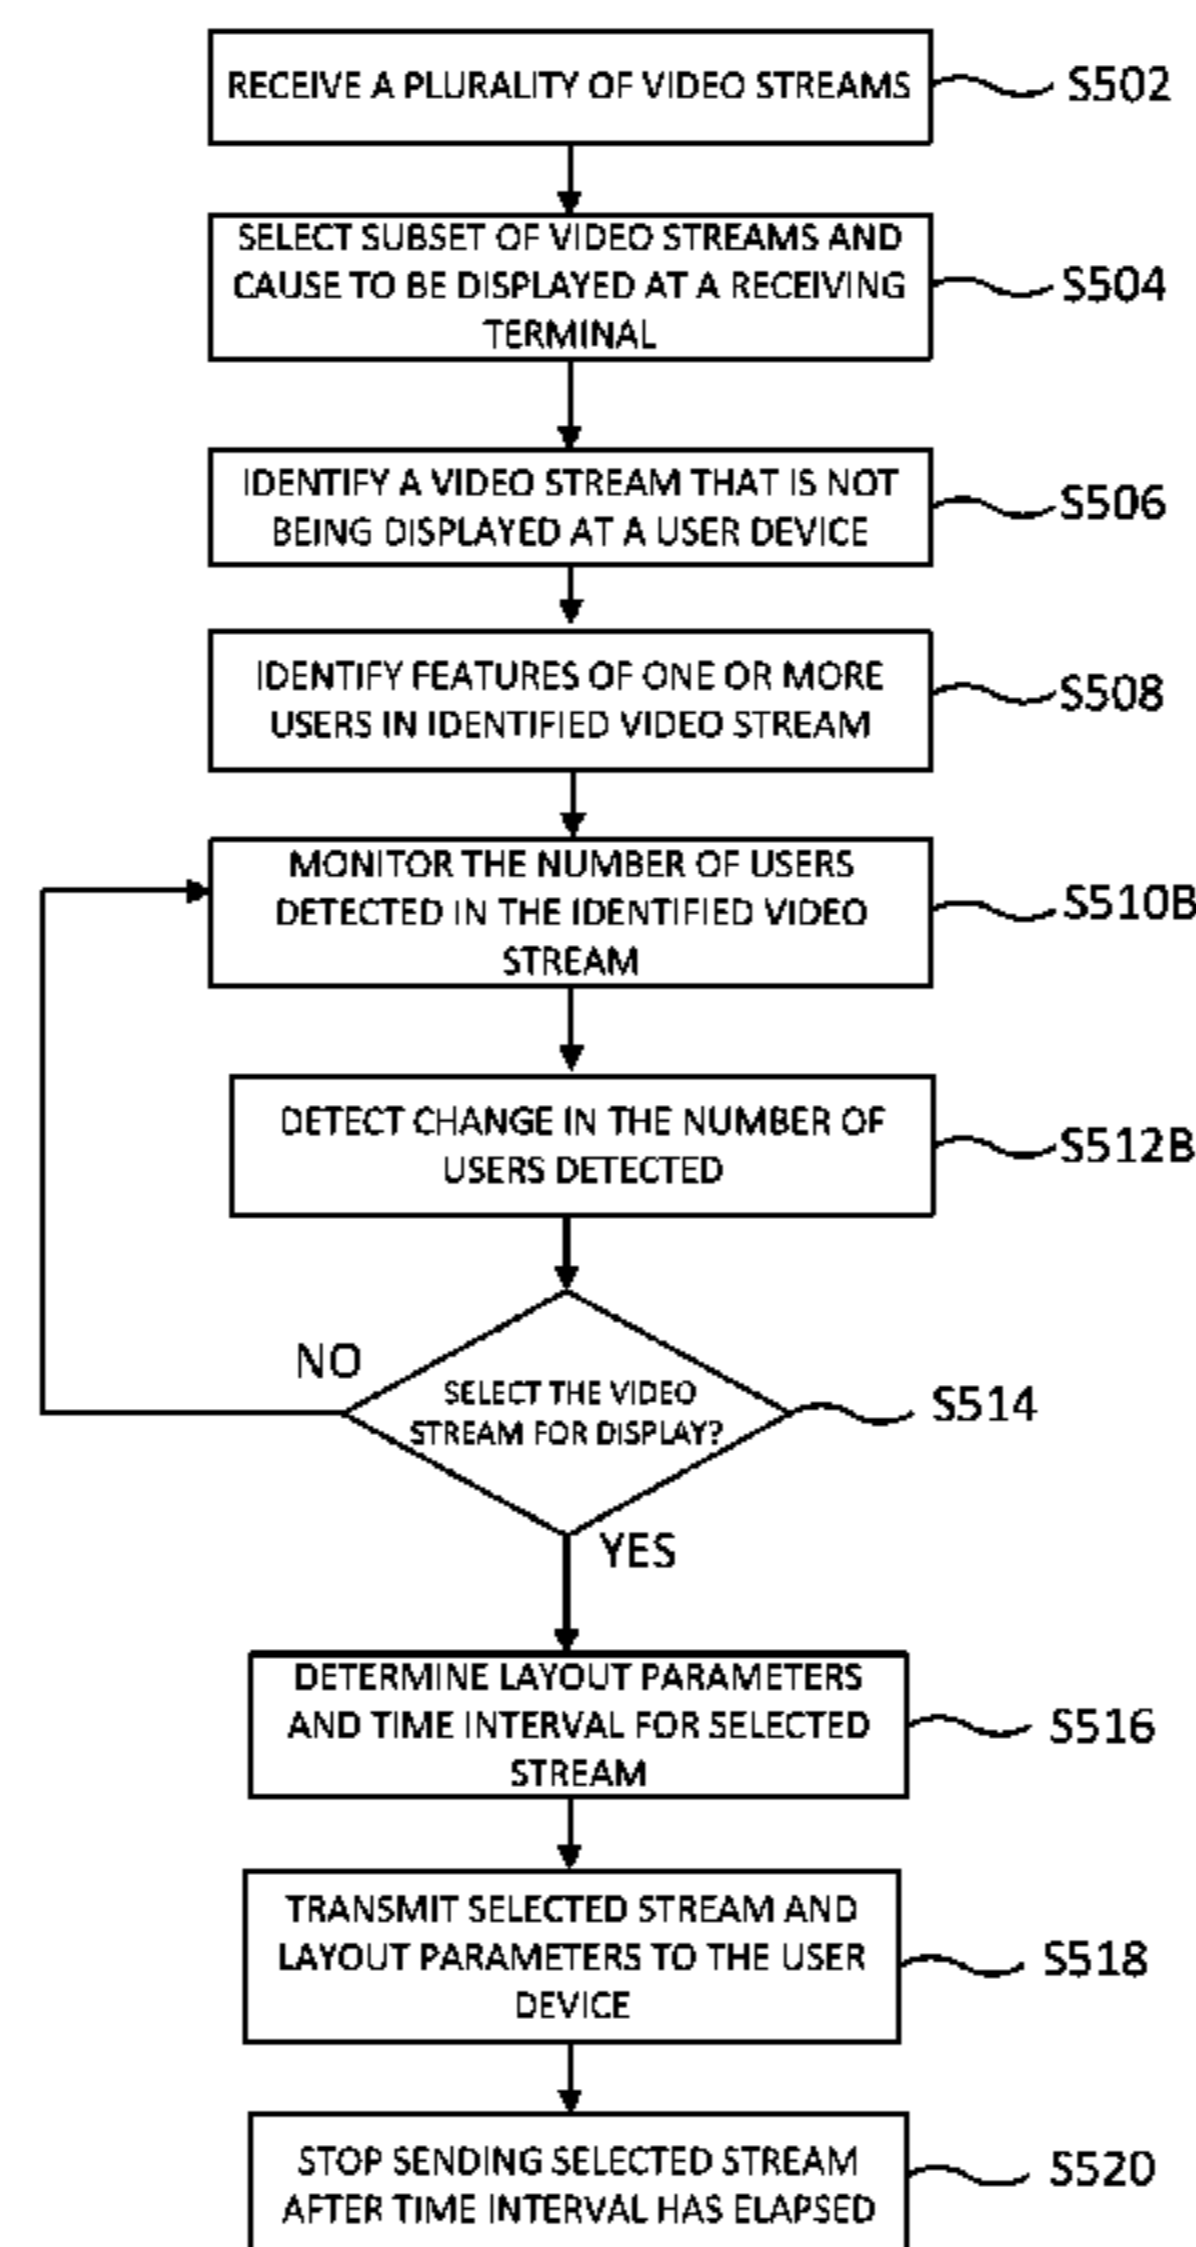 RECEIVE A PLURALITY OF VIDEO STREAMS
S502
SELECT SUBSET OF VIDEO STREAMS AND
CAUSE TO BE DISPLAYED AT A RECEIVING
TERMINAL
S504
IDENTIFY A VIDEO STREAM THAT IS NOT
BEING DISPLAYED AT A USER DEVICE
S506
IDENTIFY FEATURES OF ONE OR MORE
USERS IN IDENTIFIED VIDEO STREAM
S508
MONITOR THE NUMBER OF USERS
DETECTED IN THE IDENTIFIED VIDEO
STREAM
S510B
DETECT CHANGE IN THE NUMBER OF
USERS DETECTED
S512B
NO
SELECT THE VIDEO
STREAM FOR DISPLAY?
S514
YES
DETERMINE LAYOUT PARAMETERS
AND TIME INTERVAL FOR SELECTED
STREAM
S516
TRANSMIT SELECTED STREAM AND
LAYOUT PARAMETERS TO THE USER
DEVICE
S518
STOP SENDING SELECTED STREAM
AFTER TIME INTERVAL HAS ELAPSED
S520